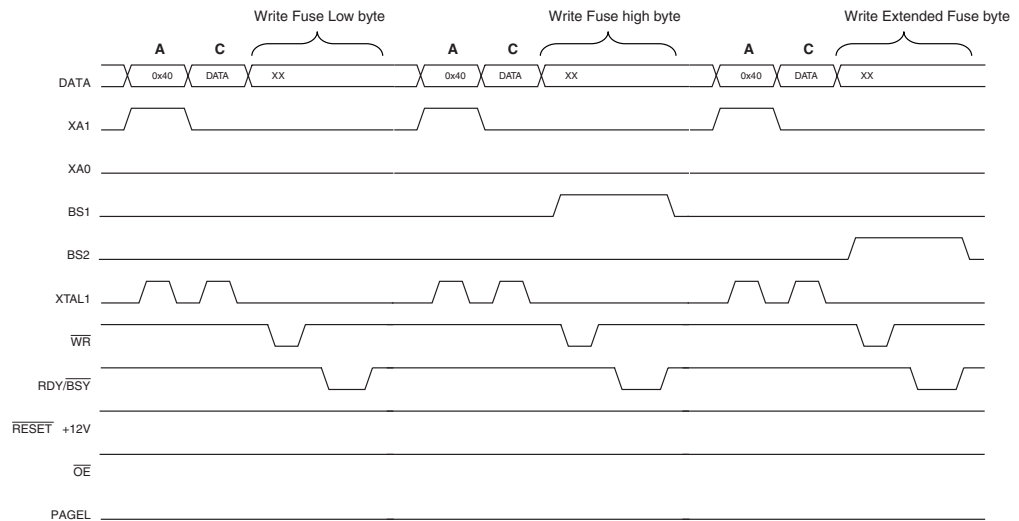 Write Fuse Low byte Write Fuse high byte Write Extended Fuse byte
A C A C A C
DATA 0x40 DATA XX 0x40 DATA XX 0x40 DATA XX
XA1
XA0
BS1
BS2
XTAL1
WR
RDY/BSY
RESET +12V
OE
PAGEL